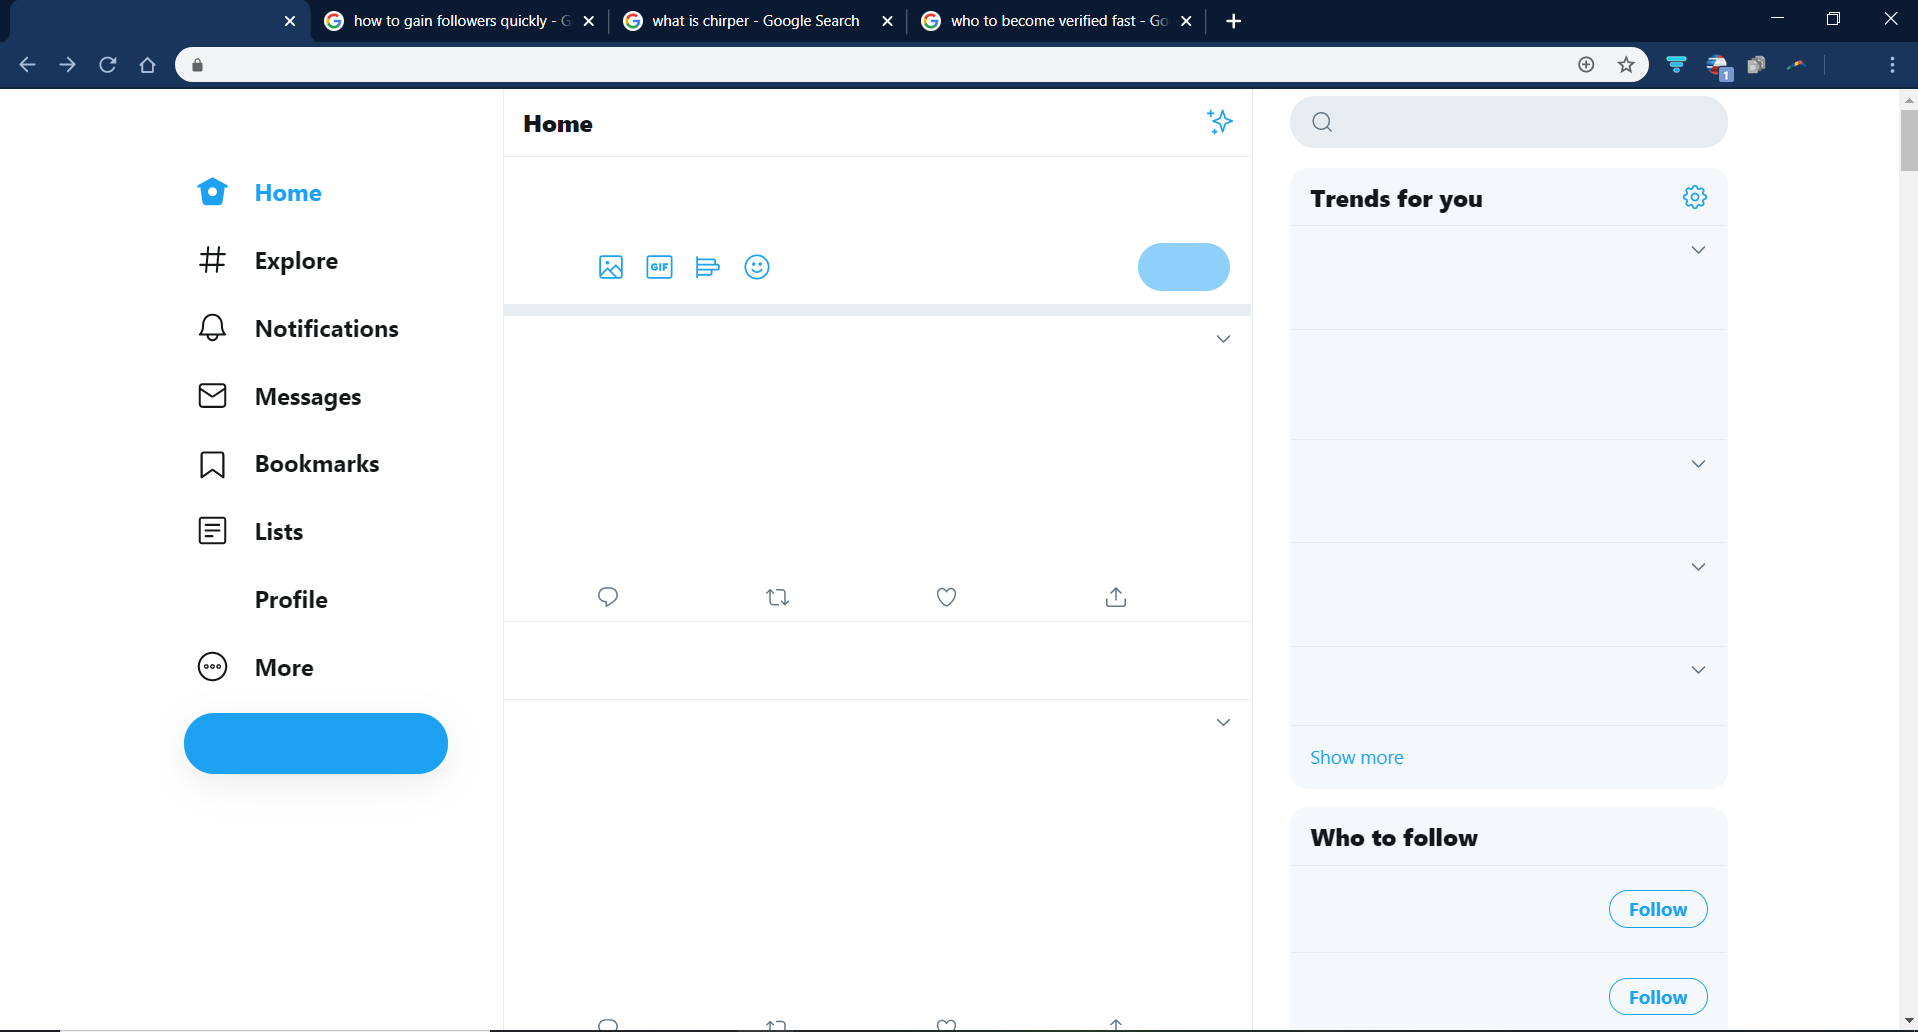 how to gain followers quickly - G
what is chirper - Google Search
who to become verified fast - Go
1
Home
Explore
Notifications
Messages
Bookmarks
Lists
Profile
More
Home
GIF
Trends for you
Show more
Who to follow
Follow
Follow